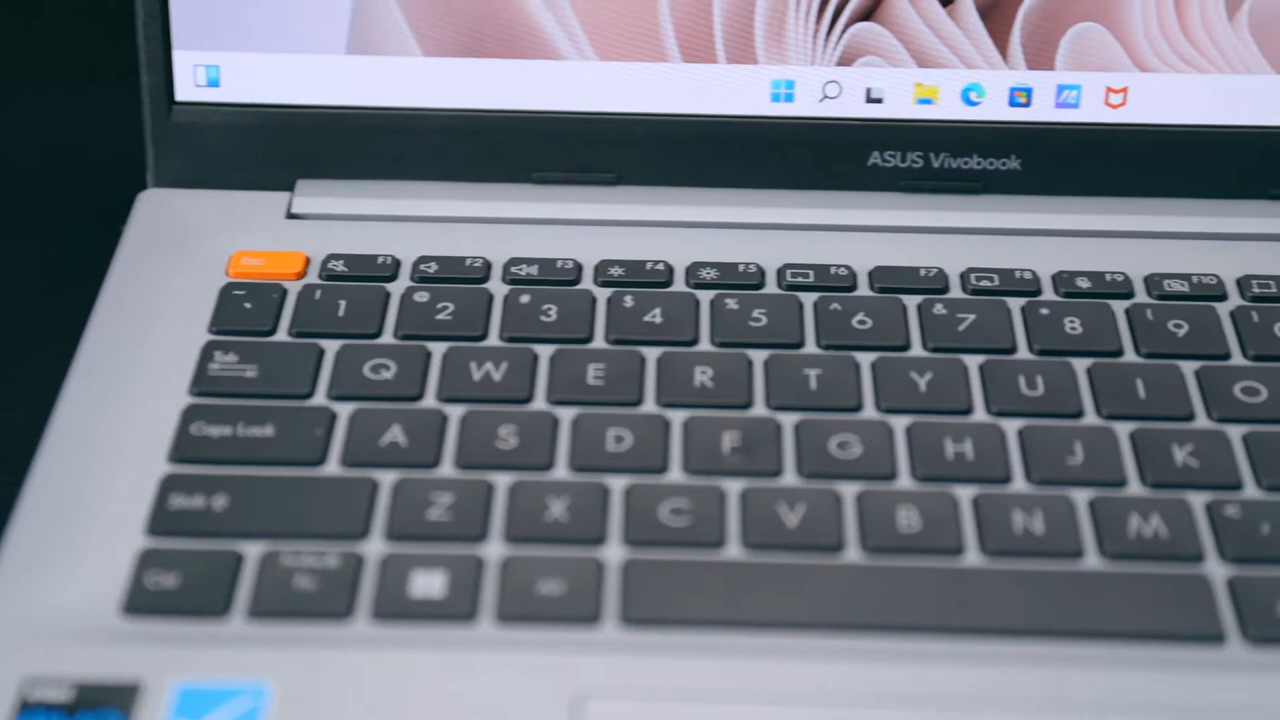 ASUS Vivobook
Esc F1 F2 F3 F4 F5 F6 F7 F8 F9 F10
~ ` ! 1 @ 2 # 3 $ 4 % 5 ^ 6 & 7 * 8 ( 9 )
Tab Q W E R T Y U I O
Caps Lock A S D F G H J K
Shift Z X C V B N M < ,
Ctrl Fn